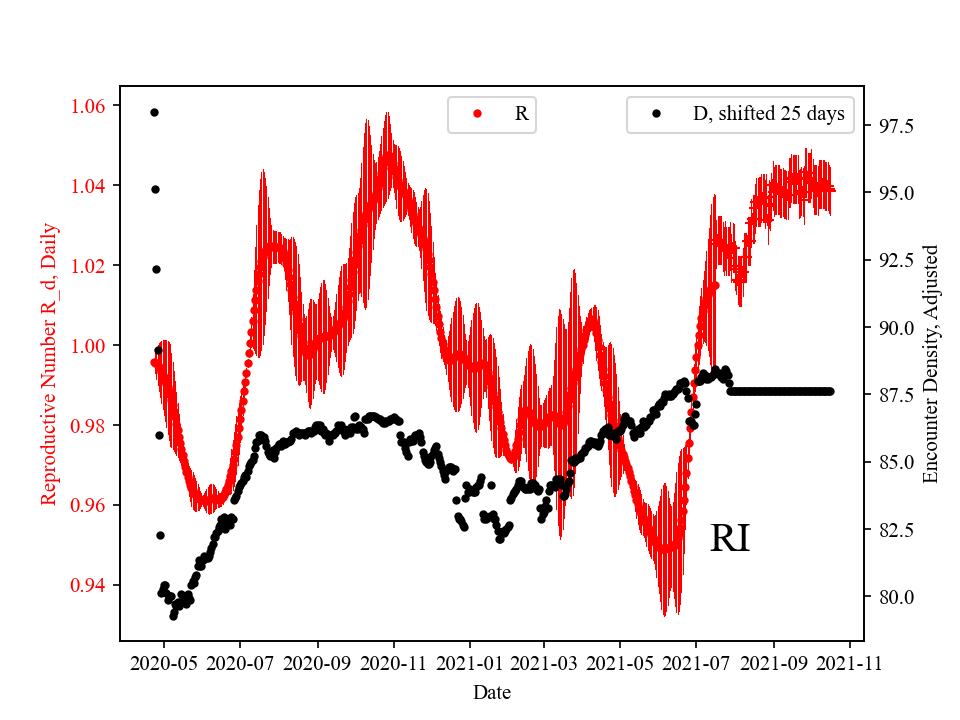 R
D, shifted 25 days
1.06
1.04
1.02
1.00
0.98
0.96
0.94
Reproductive Number R_d, Daily
97.5
95.0
92.5
90.0
87.5
85.0
82.5
80.0
Encounter Density, Adjusted
RI
2020-05 2020-07 2020-09 2020-11 2021-01 2021-03 2021-05 2021-07 2021-09 2021-11
Date